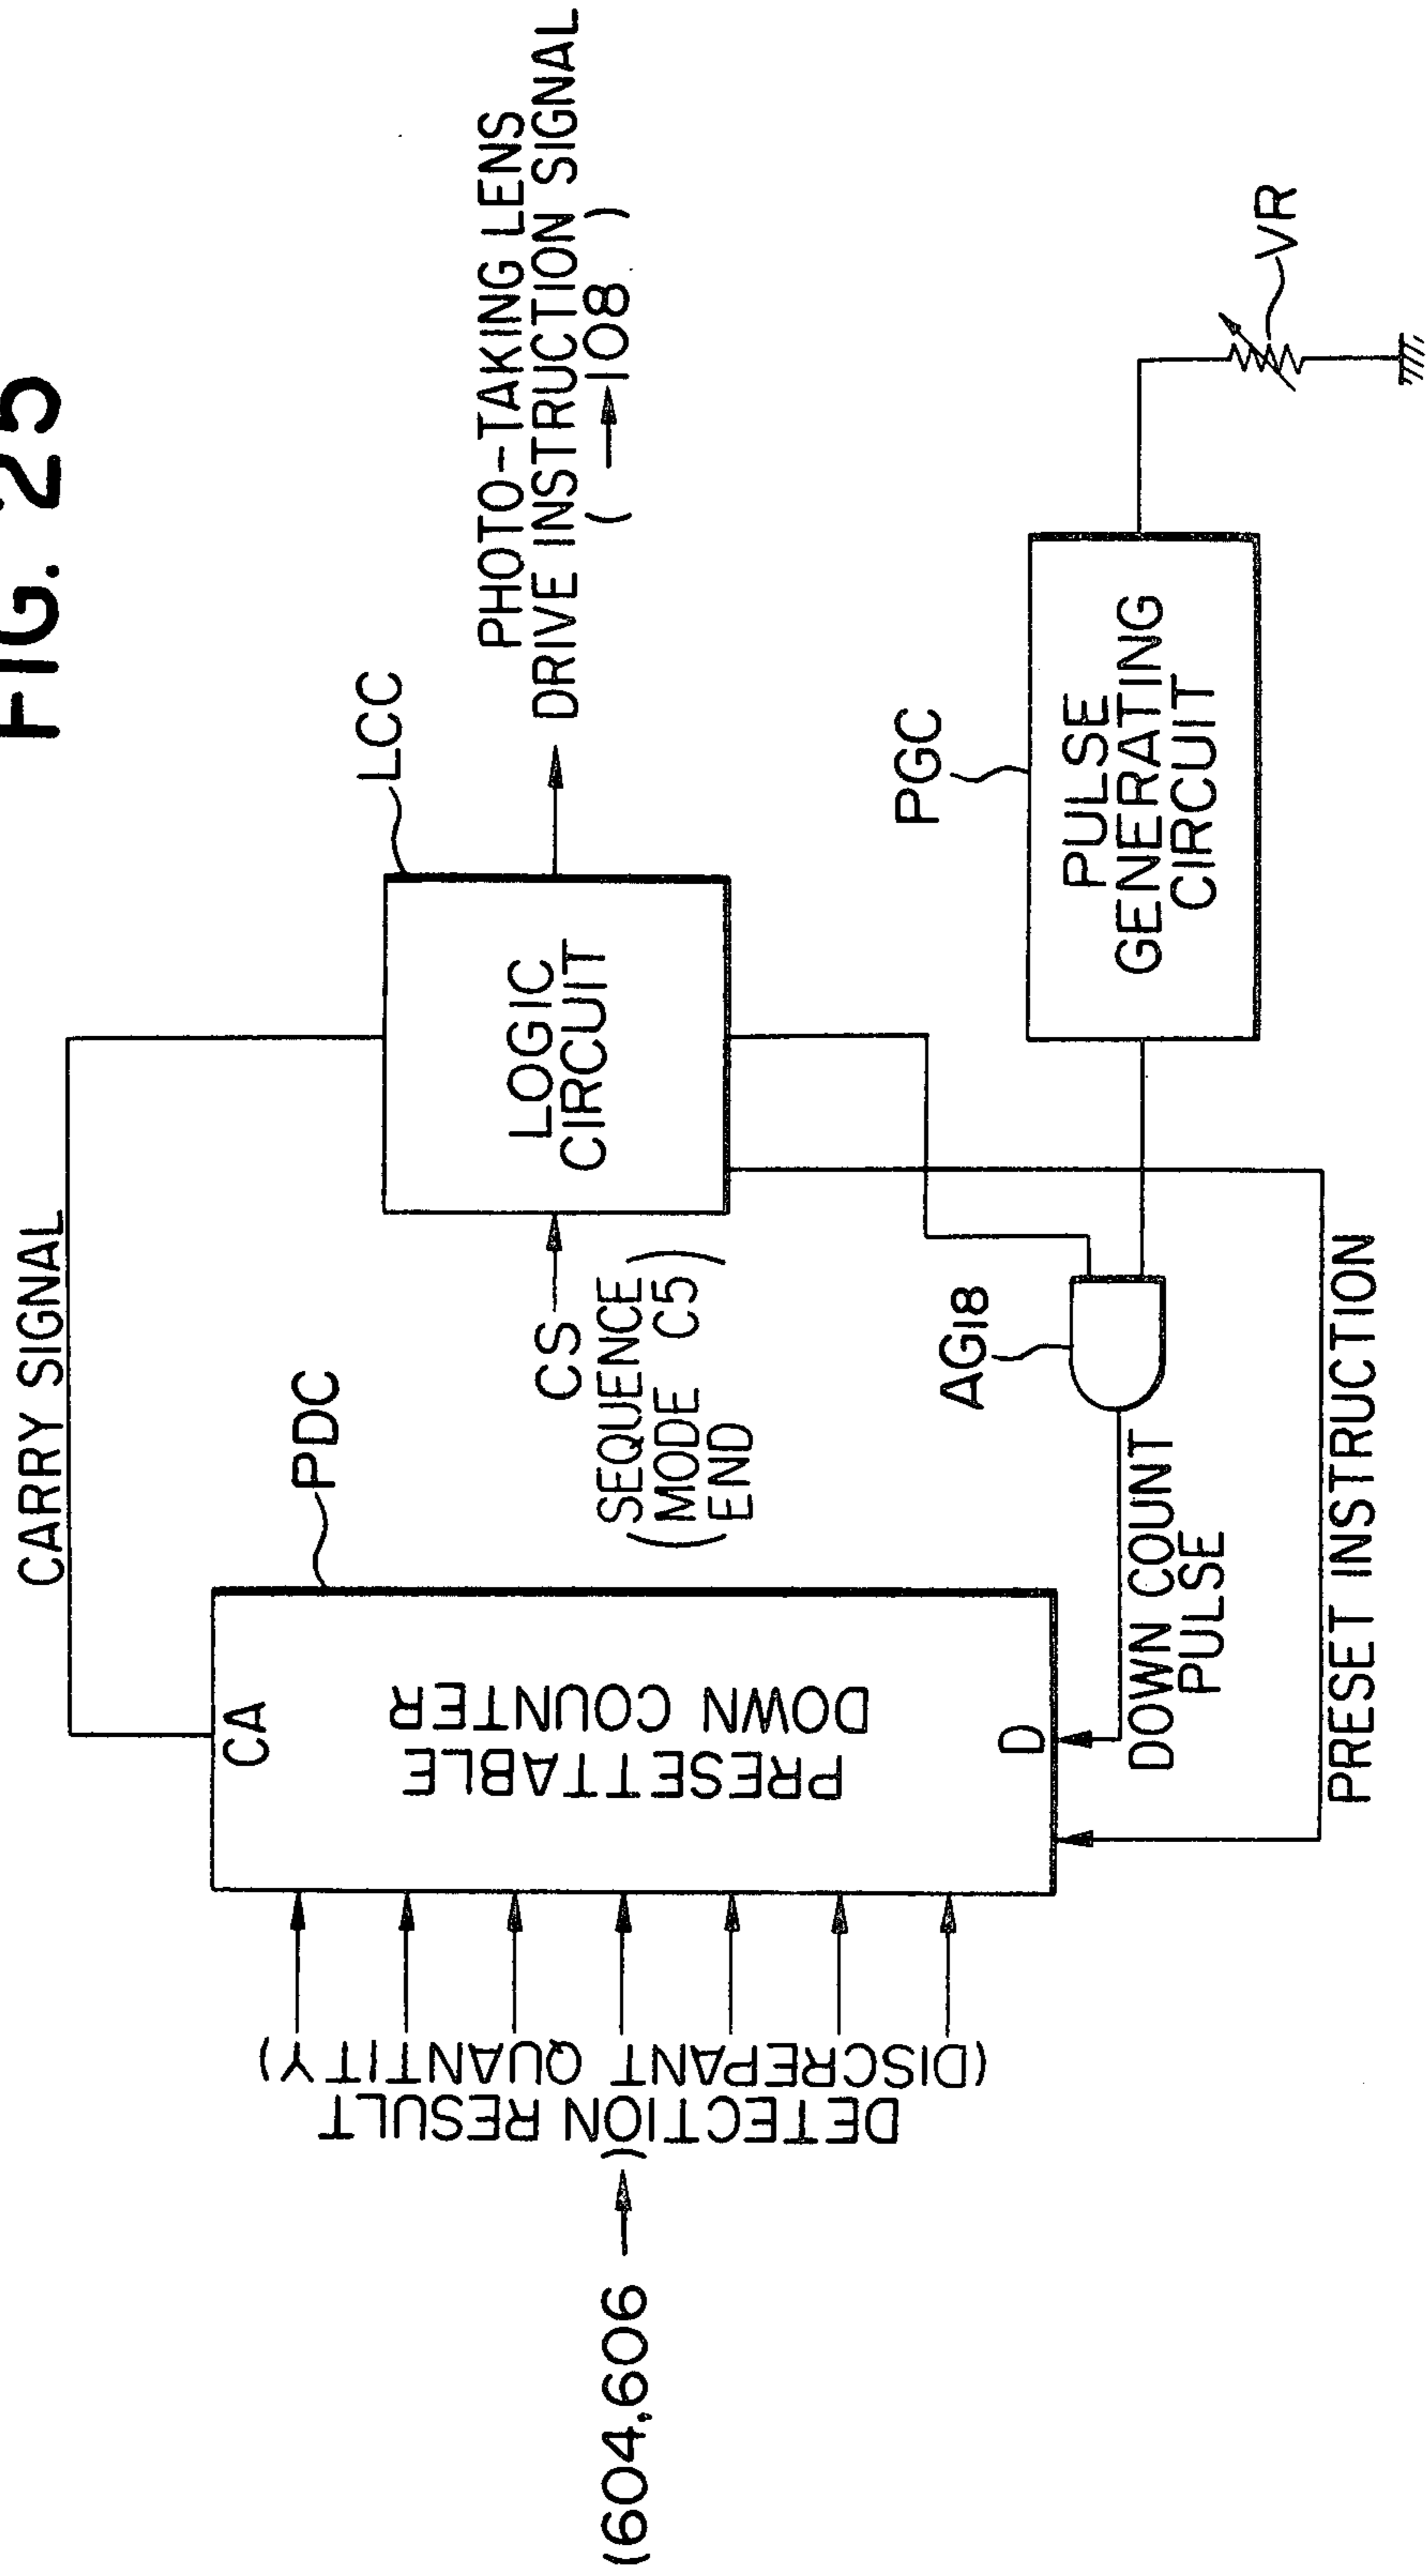 FIG. 25
CARRY SIGNAL
PDC
CA
PRESETTABLE
DOWN COUNTER
D
(604,606 → )
DETECTION RESULT
(DISCREPANT QUANTITY)
CS
(SEQUENCE
MODE C5)
END
LCC
LOGIC
CIRCUIT
PHOTO-TAKING LENS
DRIVE INSTRUCTION SIGNAL
( → 108 )
AG18
DOWN COUNT
PULSE
PRESET INSTRUCTION
PGC
PULSE
GENERATING
CIRCUIT
VR